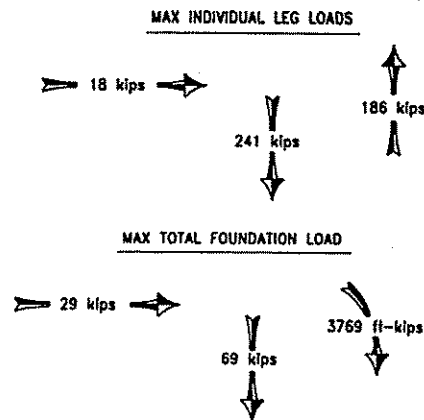 MAX INDIVIDUAL LEG LOADS
18 kips
186 kips
241 kips
MAX TOTAL FOUNDATION LOAD
29 kips
3769 ft-kips
69 kips